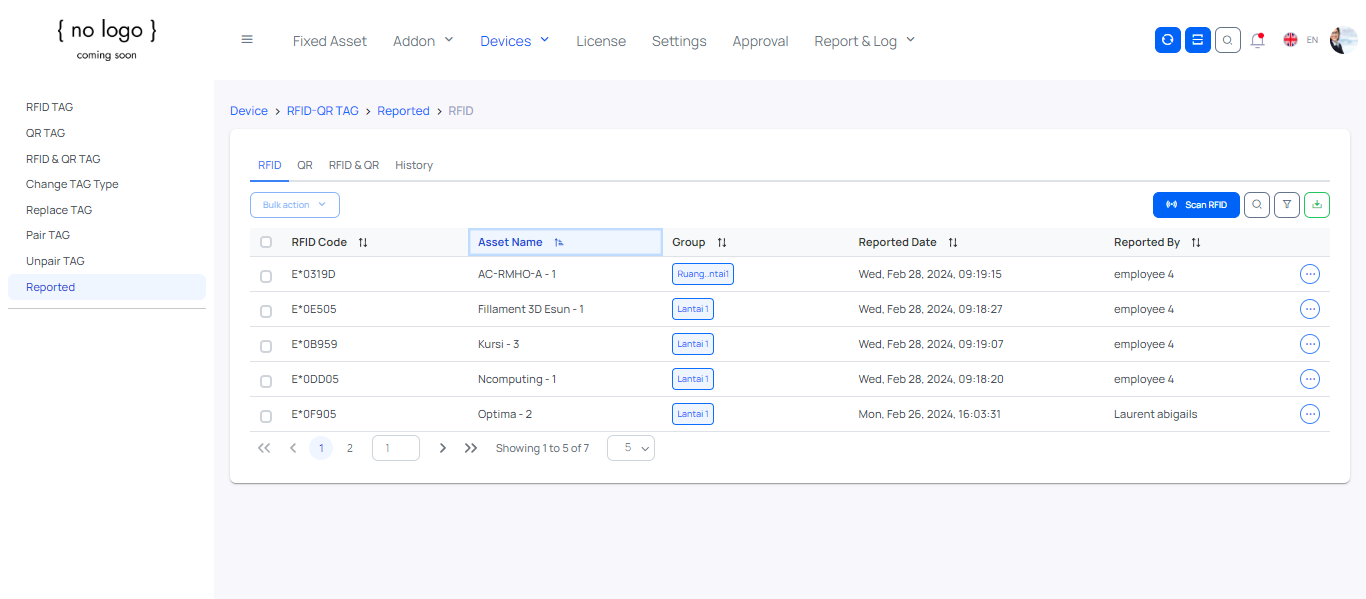 { no logo }
coming soon
Fixed Asset Addon Devices License Settings Approval Report & Log EN
RFID TAG
QR TAG
RFID & QR TAG
Change TAG Type
Replace TAG
Pair TAG
Unpair TAG
Reported
Device > RFID-QR TAG > Reported > RFID
RFID QR RFID & QR History
Bulk action Scan RFID
RFID Code Asset Name Group Reported Date Reported By
E*0319D AC-RMHO-A - 1 Ruang..ntai1 Wed, Feb 28, 2024, 09:19:15 employee 4
E*0E505 Fillament 3D Esun - 1 Lantai 1 Wed, Feb 28, 2024, 09:18:27 employee 4
E*0B959 Kursi - 3 Lantai 1 Wed, Feb 28, 2024, 09:19:07 employee 4
E*0DD05 Ncomputing - 1 Lantai 1 Wed, Feb 28, 2024, 09:18:20 employee 4
E*0F905 Optima - 2 Lantai 1 Mon, Feb 26, 2024, 16:03:31 Laurent abigails
1 2 1 Showing 1 to 5 of 7 5